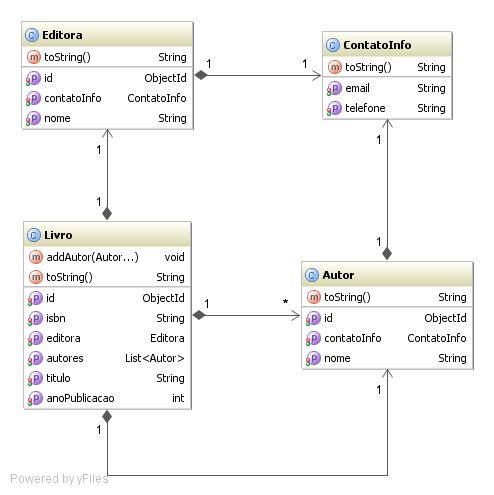 Editora
toString() String
id ObjectId
contatoInfo ContatoInfo
nome String
1 1
ContatoInfo
toString() String
email String
telefone String
1 1
1 1
Livro
addAutor(Autor...) void
toString() String
id ObjectId
isbn String
editora Editora
autores List<Autor>
titulo String
anoPublicacao int
1 *
Autor
toString() String
id ObjectId
contatoInfo ContatoInfo
nome String
1 1
Powered by yFiles